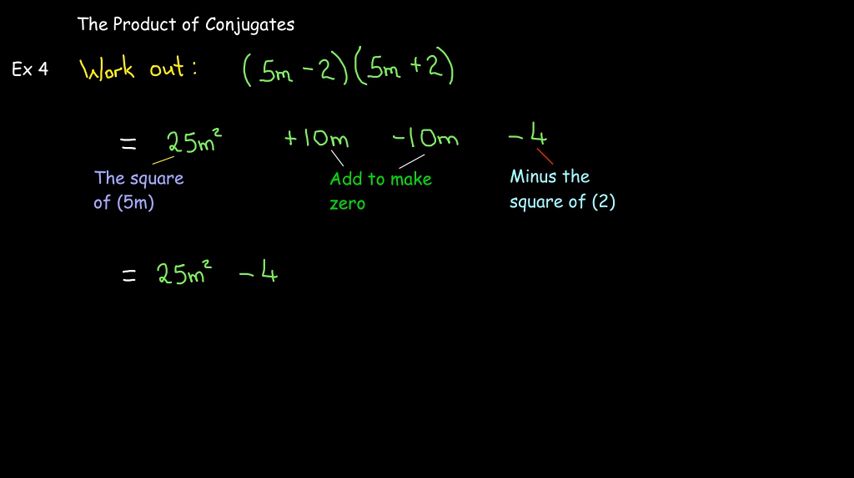 The Product of Conjugates
Ex 4 Work out : (5m - 2)(5m + 2)
= 25m² +10m -10m - 4
The square of (5m)
Add to make zero
Minus the square of (2)
= 25m² - 4